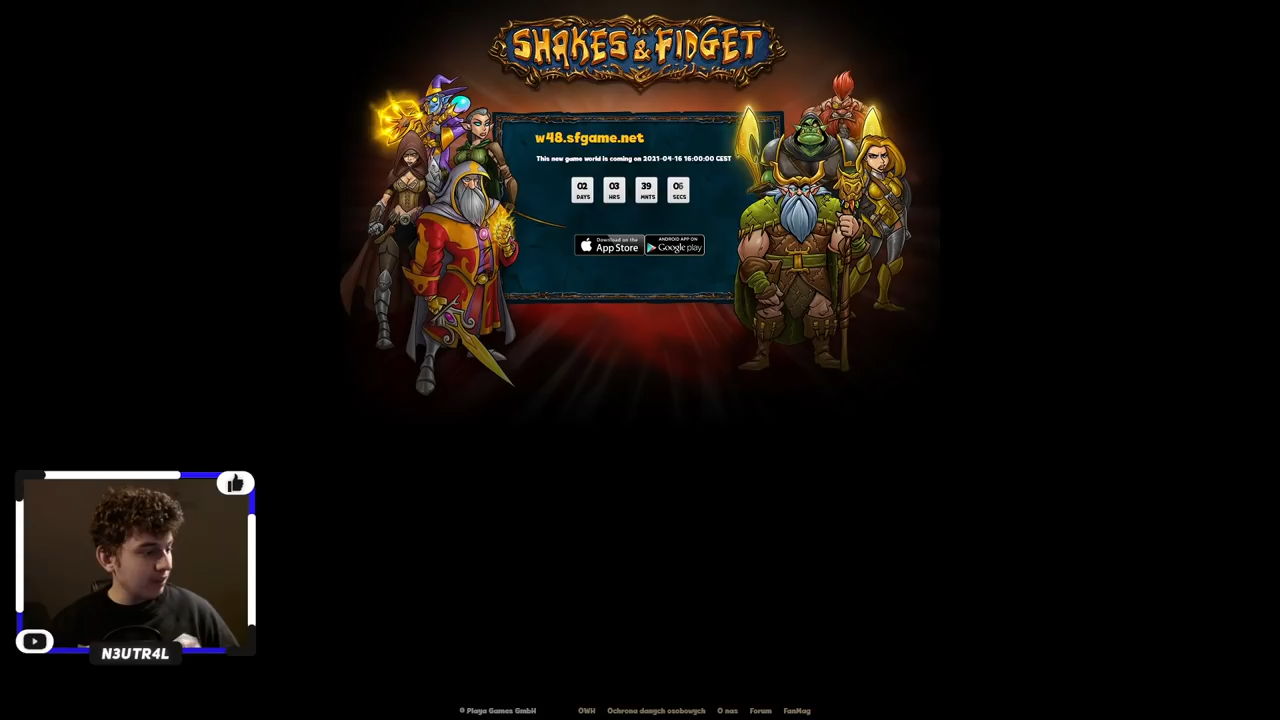 SHAKES & FIDGET
w48.sfgame.net
This new game world is coming on 2021-04-16 16:00:00 CEST
02 03 39 06
DAYS HRS MNTS SECS
Download on the
App Store
ANDROID APP ON
Google play
N3UTR4L
© Playa Games GmbH OWH Ochrona danych osobowych O nas Forum FanMag